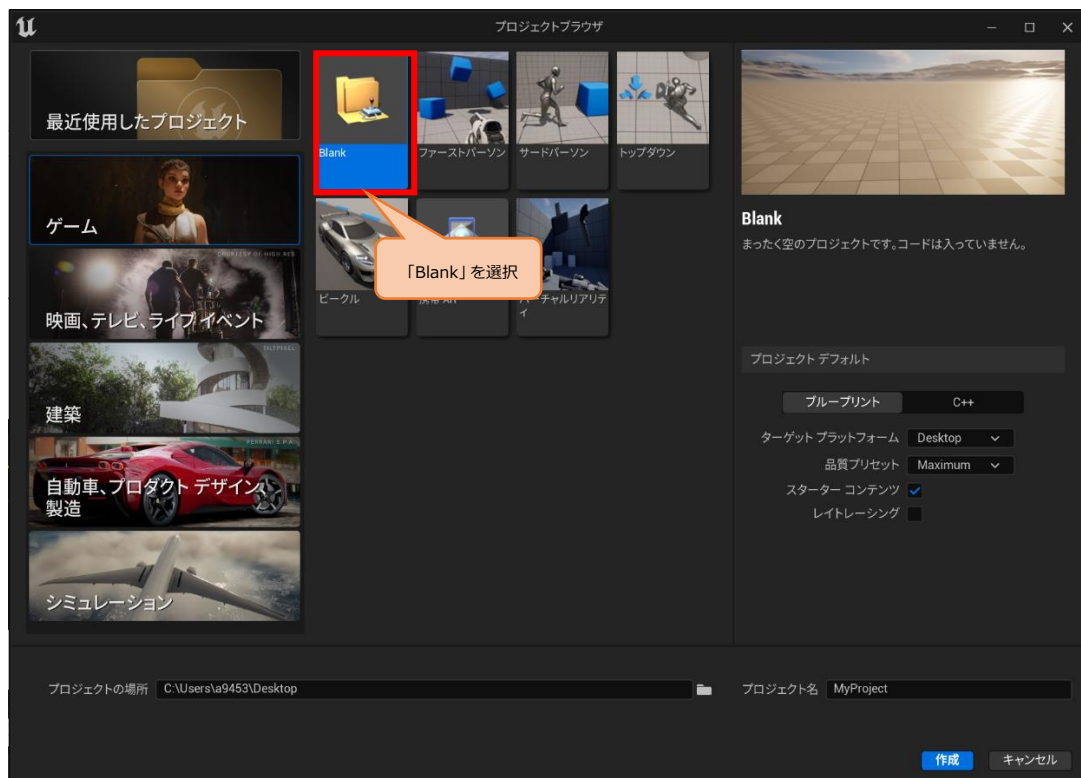 プロジェクトブラウザ
最近使用したプロジェクト
ゲーム
COURTESY OF HIGH RES
映画、テレビ、ライブ イベント
TILTPIXEL
建築
FERRARI S.P.A.
自動車、プロダクト デザイン、
製造
シミュレーション
Blank
ファーストパーソン
サードパーソン
トップダウン
「Blank」を選択
ビークル
携帯 AR
バーチャルリアリテ
ィ
Blank
まったく空のプロジェクトです。コードは入っていません。
プロジェクト デフォルト
ブループリント
C++
ターゲット プラットフォーム Desktop
品質プリセット Maximum
スターター コンテンツ
レイトレーシング
プロジェクトの場所 C:\Users\a9453\Desktop
プロジェクト名 MyProject
作成
キャンセル